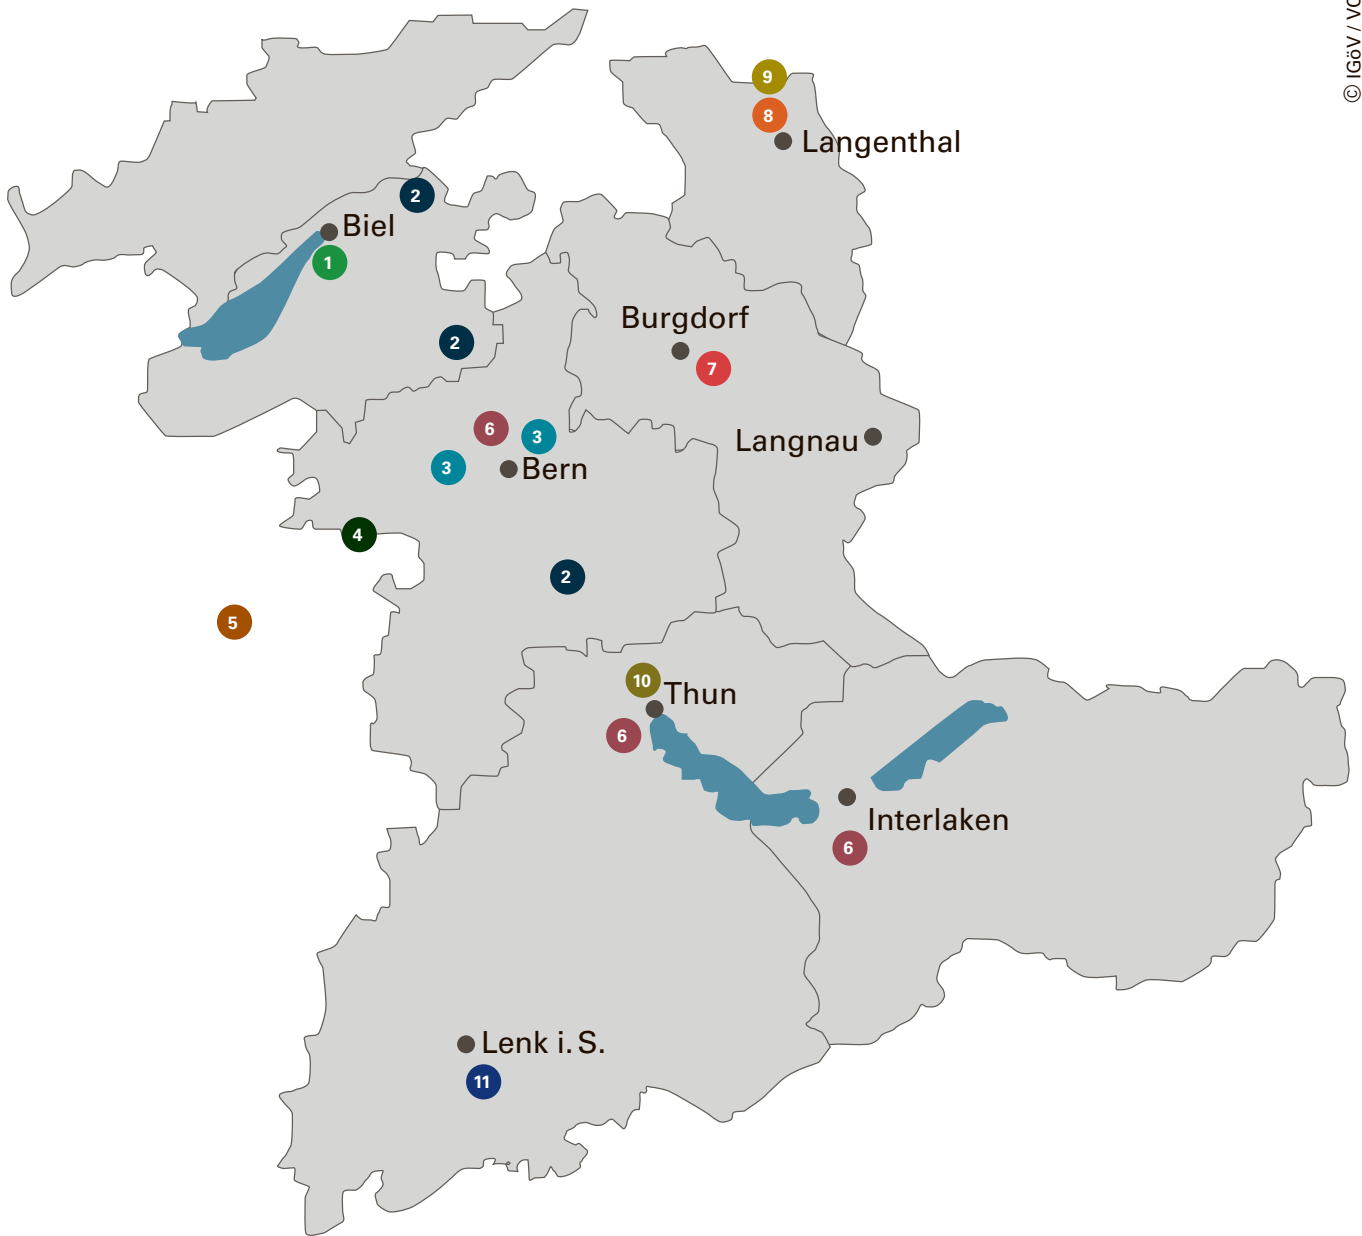 © IGöV / VC
9
8
Langenthal
2
Biel
1
Burgdorf
2
7
6
3
Langnau
3
Bern
4
2
5
10
Thun
6
Interlaken
6
Lenk i. S.
11